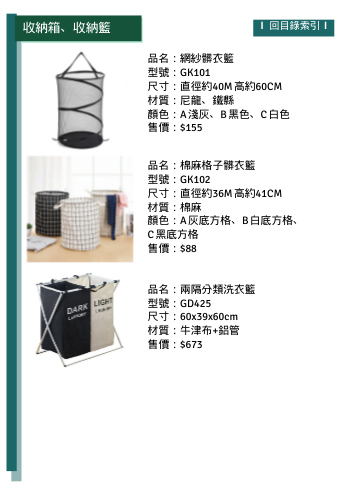 收納箱、收納籃
I 回目錄索引 I
品名：網紗髒衣籃
型號：GK101
尺寸：直徑約40M 高約60CM
材質：尼龍、鐵縣
顏色：A 淺灰、B 黑色、C 白色
售價：$155
品名：棉麻格子髒衣籃
型號：GK102
尺寸：直徑約36M 高約41CM
材質：棉麻
顏色：A 灰底方格、B 白底方格、
C 黑底方格
售價：$88
DARK LIGHT
LAUNDRY LAUNDRY
品名：兩隔分類洗衣籃
型號：GD425
尺寸：60x39x60cm
材質：牛津布+鋁管
售價：$673